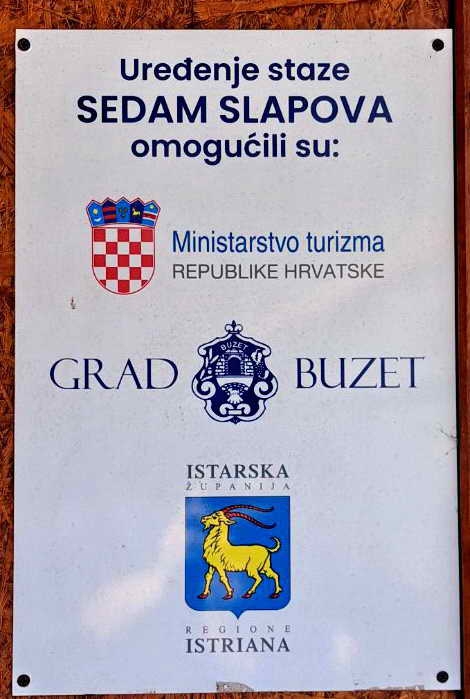 Uređenje staze
SEDAM SLAPOVA
omogućili su:
Ministarstvo turizma
REPUBLIKE HRVATSKE
GRAD BUZET
BUZET
ISTARSKA
ŽUPANIJA
REGIONE
ISTRIANA